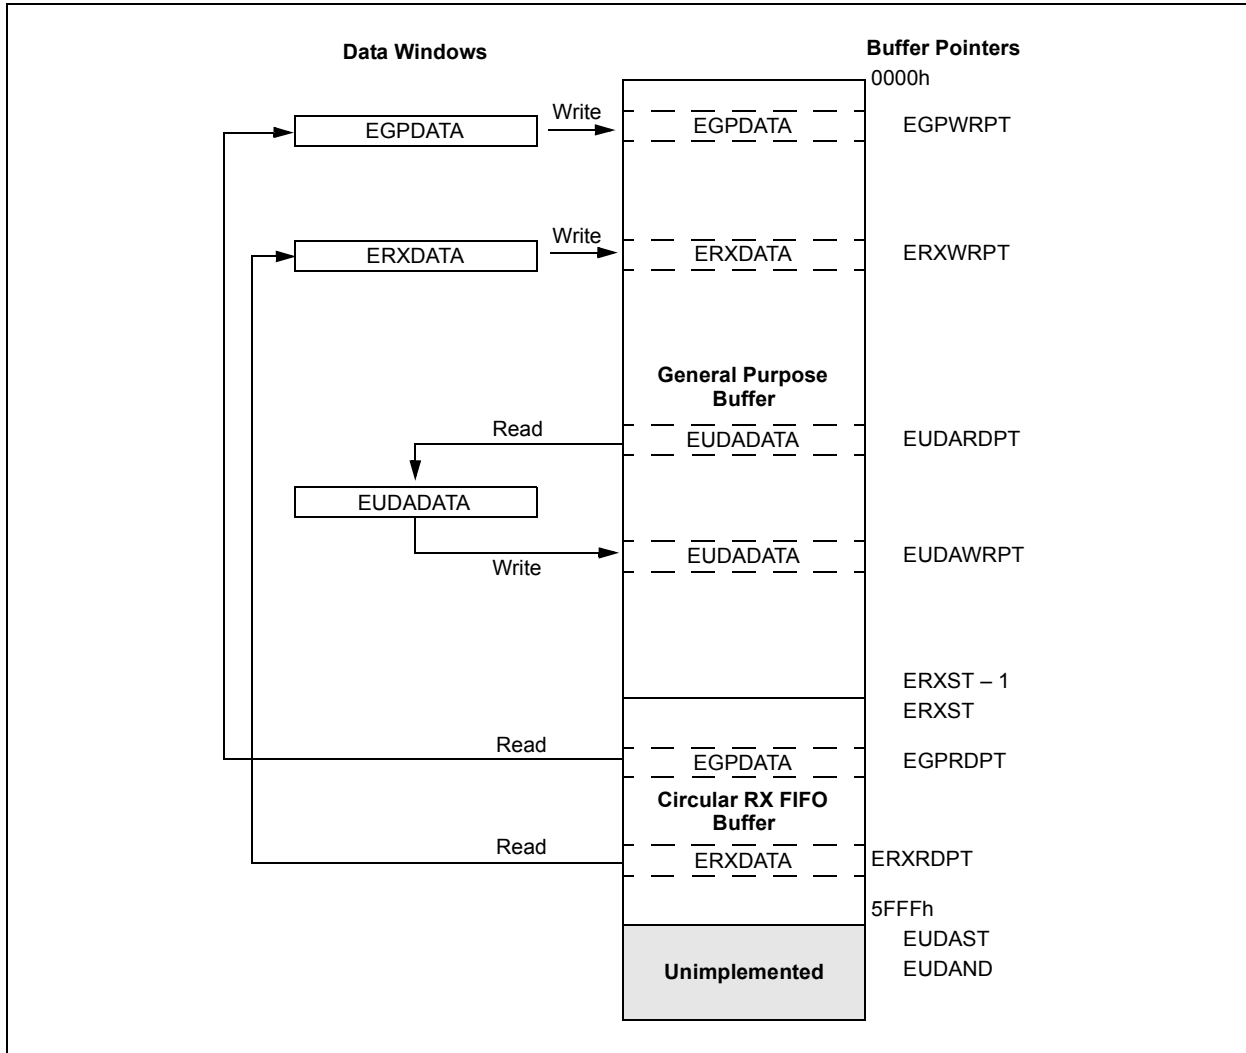 Data Windows
Buffer Pointers
0000h
EGPDATA
Write
EGPDATA
EGPWRPT
ERXDATA
Write
ERXDATA
ERXWRPT
General Purpose
Buffer
Read
EUDADATA
EUDARDPT
EUDADATA
Write
EUDADATA
EUDAWRPT
ERXST – 1
ERXST
Read
EGPDATA
EGPRDPT
Circular RX FIFO
Buffer
Read
ERXDATA
ERXRDPT
5FFFh
EUDAST
Unimplemented
EUDAND